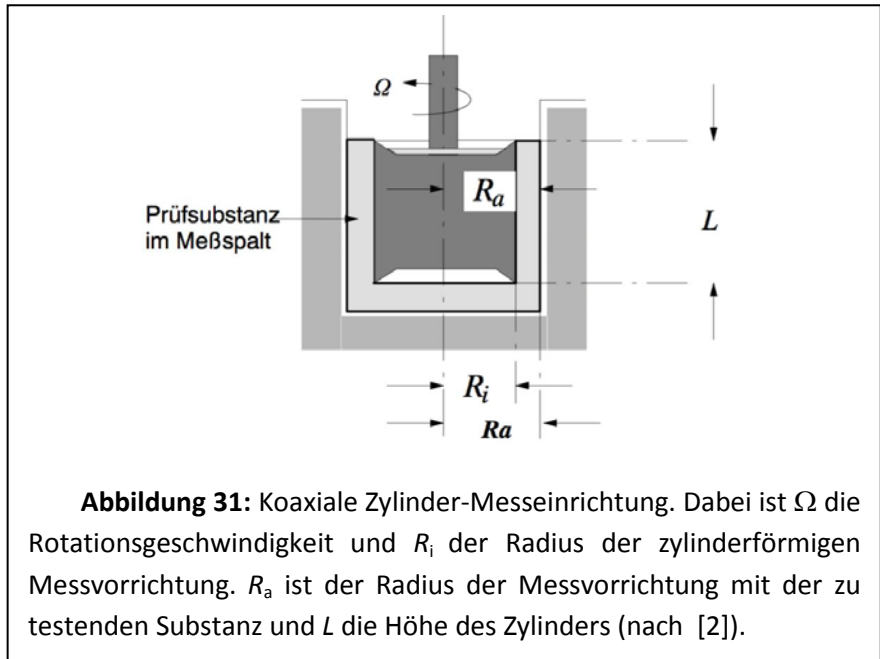 Ω
R_a
Prüfsubstanz
im Meßspalt
L
R_i
Ra
Abbildung 31: Koaxiale Zylinder-Messeinrichtung. Dabei ist Ω die
Rotationsgeschwindigkeit und R_i der Radius der zylinderförmigen
Messvorrichtung. R_a ist der Radius der Messvorrichtung mit der zu
testenden Substanz und L die Höhe des Zylinders (nach [2]).